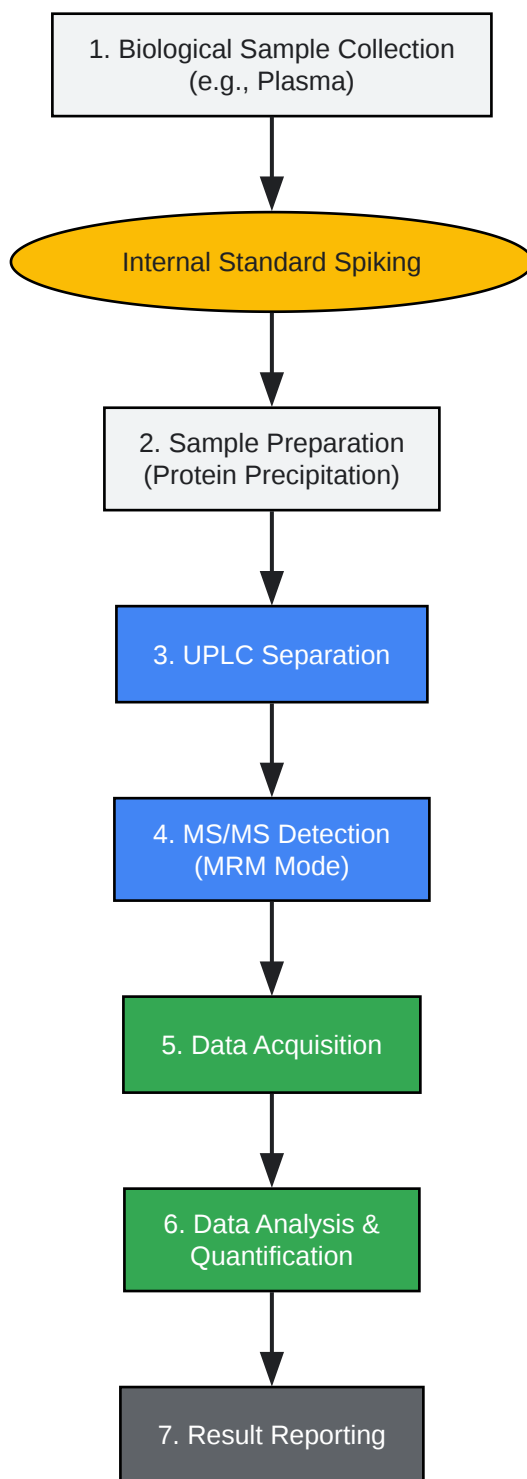 1. Biological Sample Collection
(e.g., Plasma)
Internal Standard Spiking
2. Sample Preparation
(Protein Precipitation)
3. UPLC Separation
4. MS/MS Detection
(MRM Mode)
5. Data Acquisition
6. Data Analysis &
Quantification
7. Result Reporting